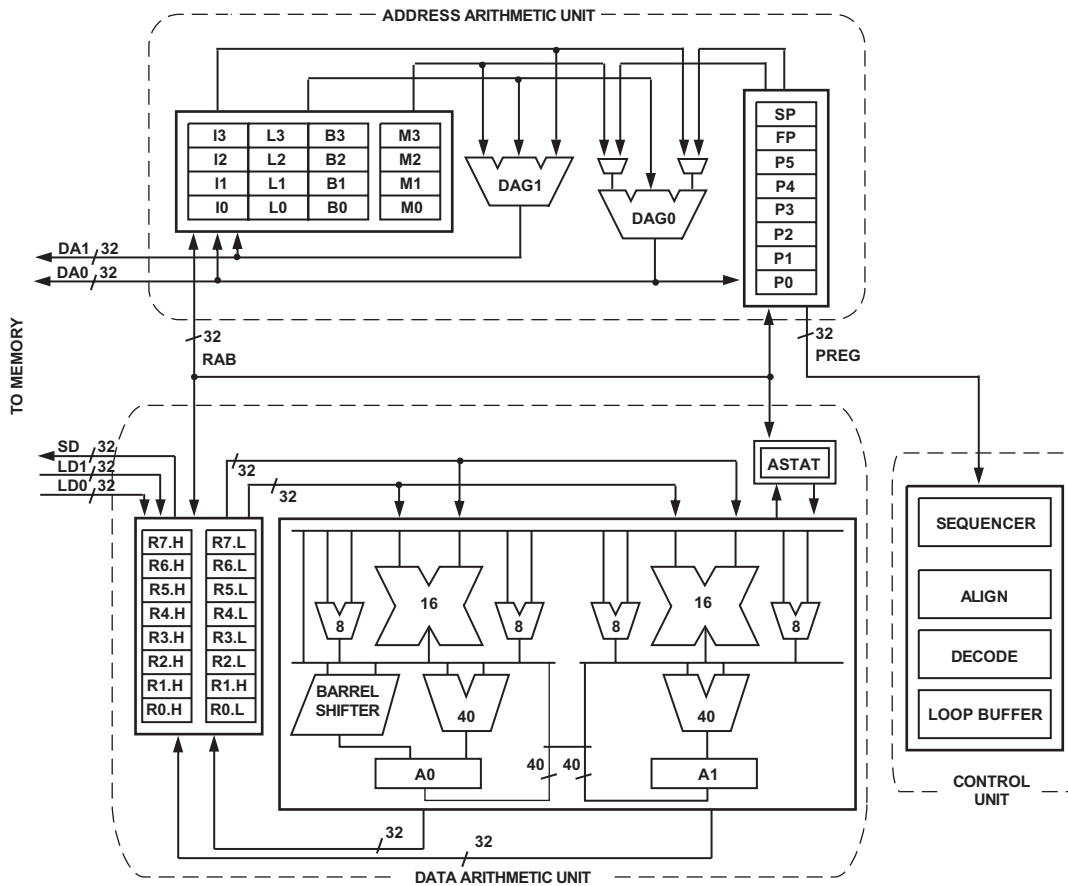 ADDRESS ARITHMETIC UNIT
SP
FP
P5
P4
P3
P2
P1
P0
I3 L3 B3 M3
I2 L2 B2 M2
I1 L1 B1 M1
I0 L0 B0 M0
DAG1
DAG0
DA1 32
DA0 32
32
RAB
32
PREG
TO MEMORY
SD 32
LD1 32
LD0 32
32
32
ASTAT
R7.H R7.L
R6.H R6.L
R5.H R5.L
R4.H R4.L
R3.H R3.L
R2.H R2.L
R1.H R1.H
R0.H R0.L
8 16 8 8 16 8
BARREL
SHIFTER
40 40
A0 40 40 A1
32
32
DATA ARITHMETIC UNIT
SEQUENCER
ALIGN
DECODE
LOOP BUFFER
CONTROL
UNIT